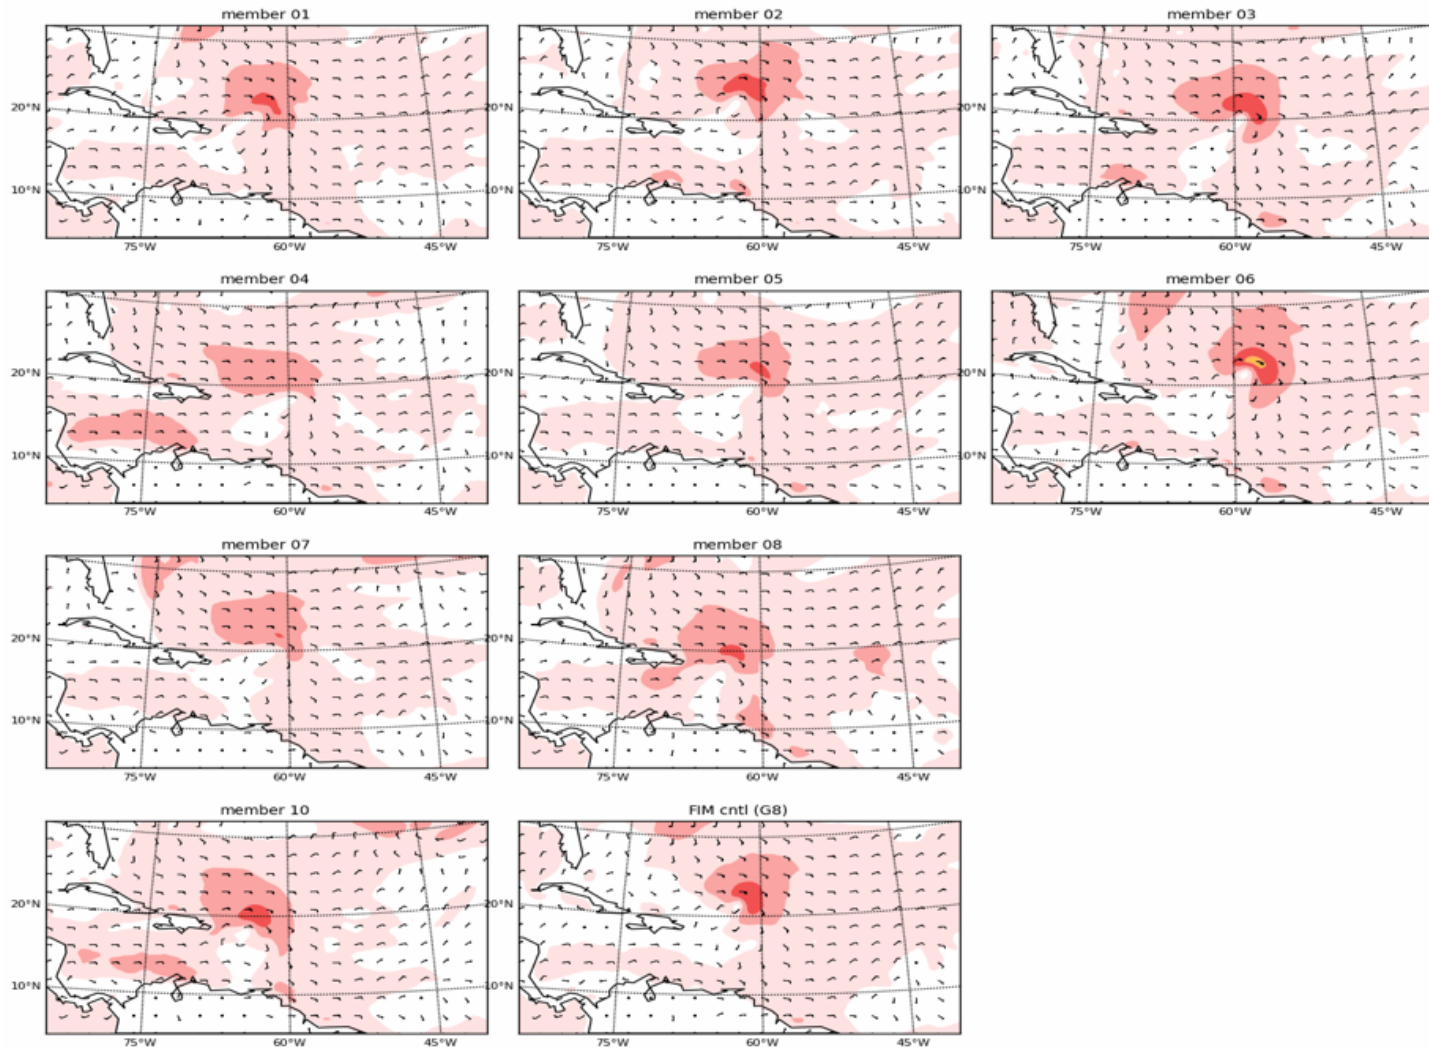 member 01 member 02 member 03
20°N 20°N 20°N
10°N 10°N 10°N
75°W 60°W 45°W 75°W 60°W 45°W 75°W 60°W 45°W
member 04 member 05 member 06
20°N 20°N 20°N
10°N 10°N 10°N
75°W 60°W 45°W 75°W 60°W 45°W 75°W 60°W 45°W
member 07 member 08
20°N 20°N
10°N 10°N
75°W 60°W 45°W 75°W 60°W 45°W
member 10 FIM cntl (G8)
20°N 20°N
10°N 10°N
75°W 60°W 45°W 75°W 60°W 45°W